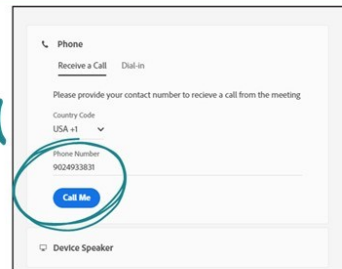 Phone
Receive a Call Dial-in
Please provide your contact number to recieve a call from the meeting
Country Code
USA +1
Phone Number
9024933831
Call Me
Device Speaker